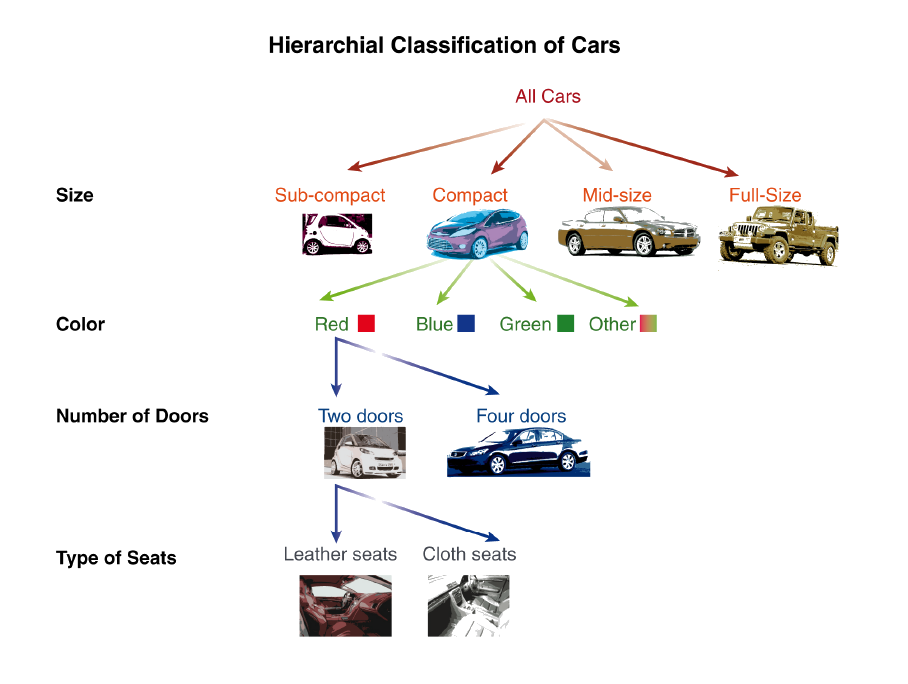 Hierarchial Classification of Cars
All Cars
Size
Sub-compact
Compact
Mid-size
Full-Size
Color
Red
Blue
Green
Other
Number of Doors
Two doors
Four doors
Type of Seats
Leather seats
Cloth seats